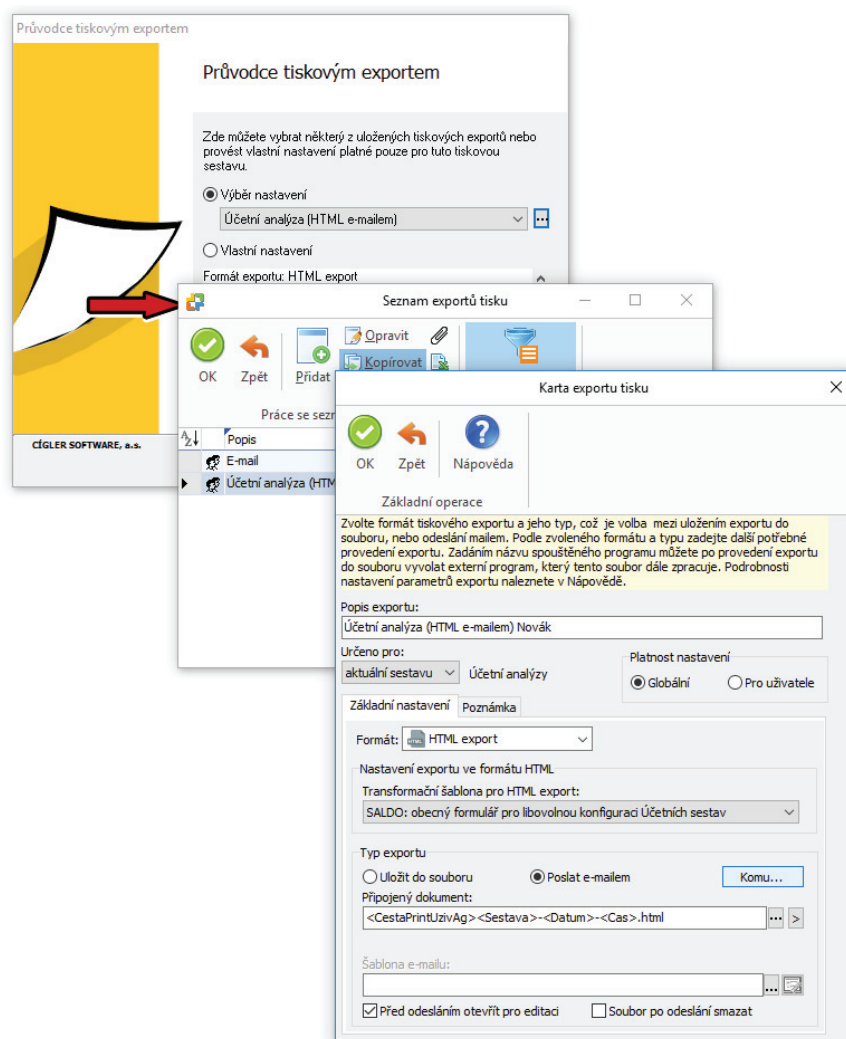 Průvodce tiskovým exportem
Průvodce tiskovým exportem
Zde můžete vybrat některý z uložených tiskových exportů nebo
provést vlastní nastavení platné pouze pro tuto tiskovou
sestavu.
Výběr nastavení
Účetní analýza (HTML e-mailem)
...
Vlastní nastavení
Formát exportu: HTML export
CÍGLER SOFTWARE, a.s.
Seznam exportů tisku
OK
Zpět
Přidat
Opravit
Kopírovat
Práce se sezn
Popis
E-mail
Účetní analýza (HTM
Karta exportu tisku
OK
Zpět
Nápověda
Základní operace
Zvolte formát tiskového exportu a jeho typ, což je volba mezi uložením exportu do
souboru, nebo odeslání mailem. Podle zvoleného formátu a typu zadejte další potřebné
provedení exportu. Zadáním názvu spouštěného programu můžete po provedení exportu
do souboru vyvolat externí program, který tento soubor dále zpracuje. Podrobnosti
nastavení parametrů exportu naleznete v Nápovědě.
Popis exportu:
Účetní analýza (HTML e-mailem) Novák
Určeno pro:
aktuální sestavu
Účetní analýzy
Platnost nastavení
Globální
Pro uživatele
Základní nastavení
Poznámka
Formát:
HTML export
Nastavení exportu ve formátu HTML
Transformační šablona pro HTML export:
SALDO: obecný formulář pro libovolnou konfiguraci Účetních sestav
Typ exportu
Uložit do souboru
Poslat e-mailem
Komu...
Připojený dokument:
<CestaPrintUzivAg><Sestava>-<Datum>-<Cas>.html
... >
Šablona e-mailu:
...
Před odesláním otevřít pro editaci
Soubor po odeslání smazat